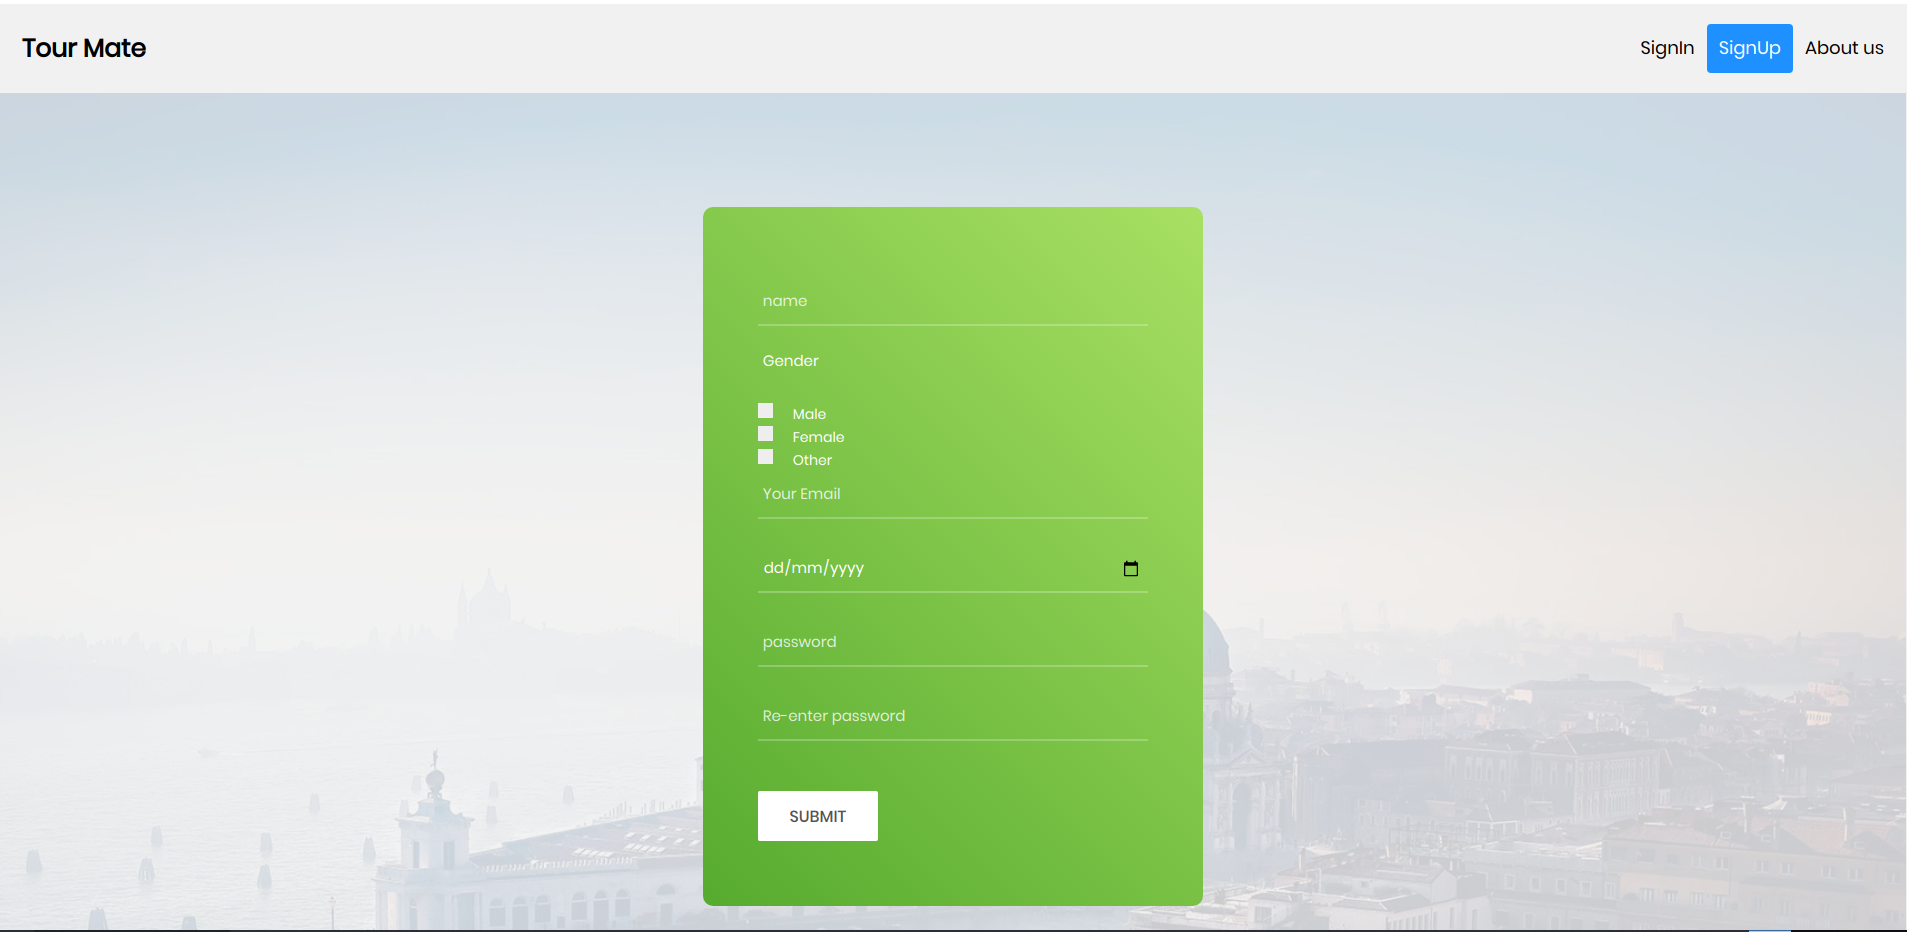 Tour Mate
SignIn SignUp About us
name
Gender
Male
Female
Other
Your Email
dd/mm/yyyy
password
Re-enter password
SUBMIT